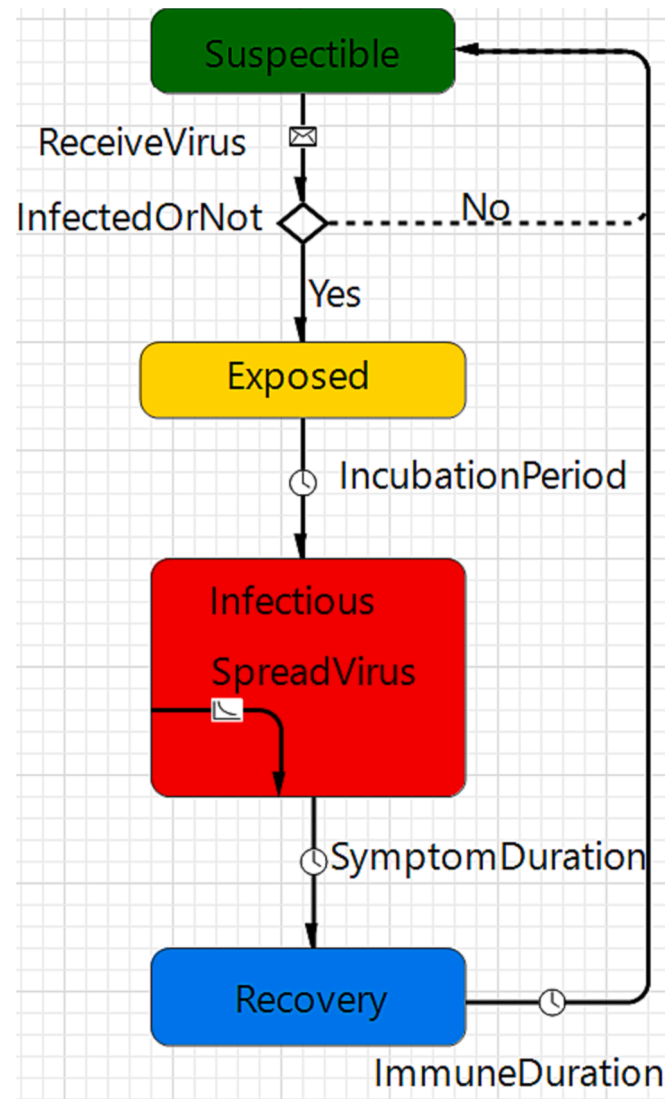 Suspectible
ReceiveVirus
InfectedOrNot
No
Yes
Exposed
IncubationPeriod
Infectious
SpreadVirus
SymptomDuration
Recovery
ImmuneDuration